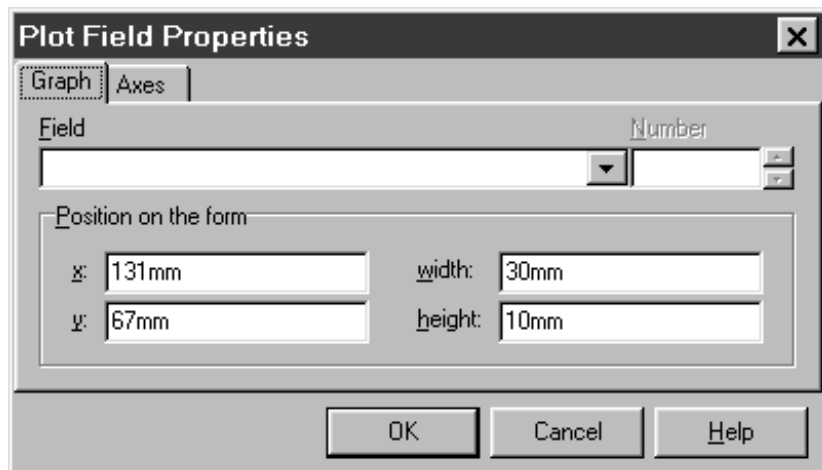 Plot Field Properties
Graph Axes
Field Number
Position on the form
x: 131mm width: 30mm
y: 67mm height: 10mm
OK Cancel Help